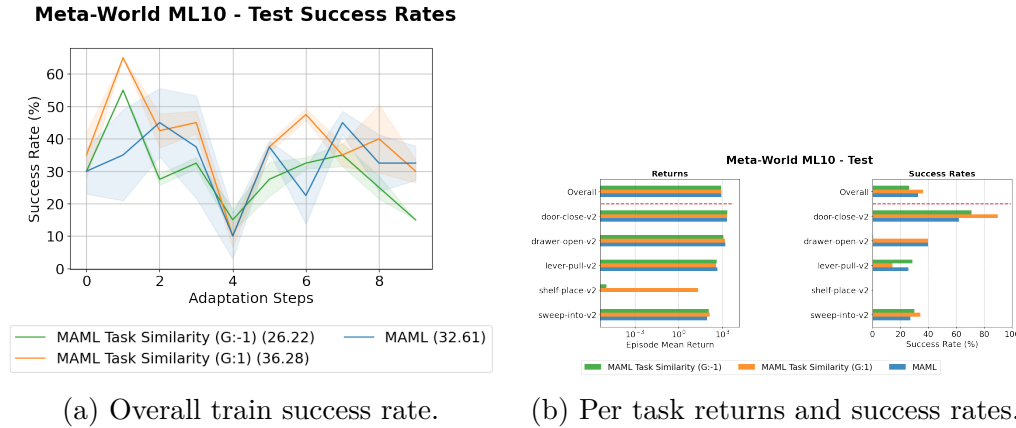 Meta-World ML10 - Test Success Rates
Success Rate (%)
60
50
40
30
20
10
0
0 2 4 6 8
Adaptation Steps
MAML Task Similarity (G:-1) (26.22)
MAML (32.61)
MAML Task Similarity (G:1) (36.28)
(a) Overall train success rate.
Meta-World ML10 - Test
Returns
Overall
door-close-v2
drawer-open-v2
lever-pull-v2
shelf-place-v2
sweep-into-v2
10⁻³ 10⁰ 10³
Episode Mean Return
Success Rates
Overall
door-close-v2
drawer-open-v2
lever-pull-v2
shelf-place-v2
sweep-into-v2
0 20 40 60 80 100
Success Rate (%)
MAML Task Similarity (G:-1) MAML Task Similarity (G:1) MAML
(b) Per task returns and success rates.